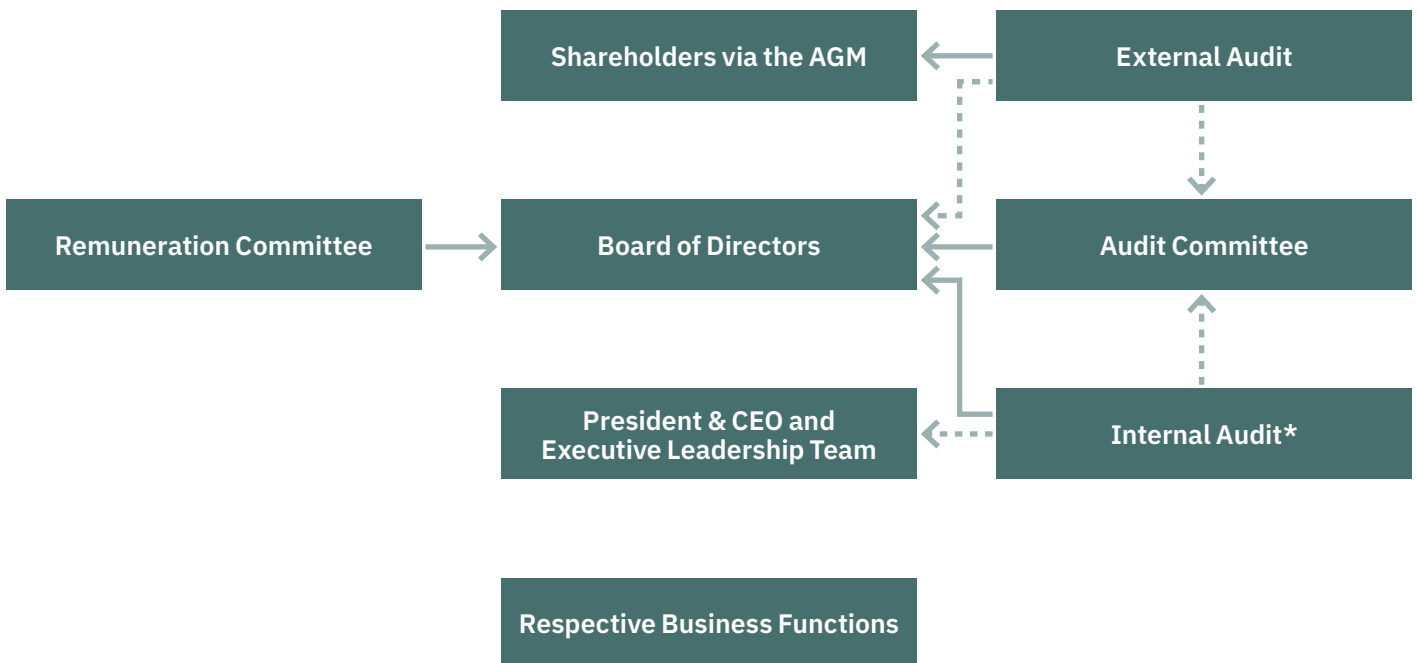 Shareholders via the AGM
External Audit
Remuneration Committee
Board of Directors
Audit Committee
President & CEO and
Executive Leadership Team
Internal Audit*
Respective Business Functions